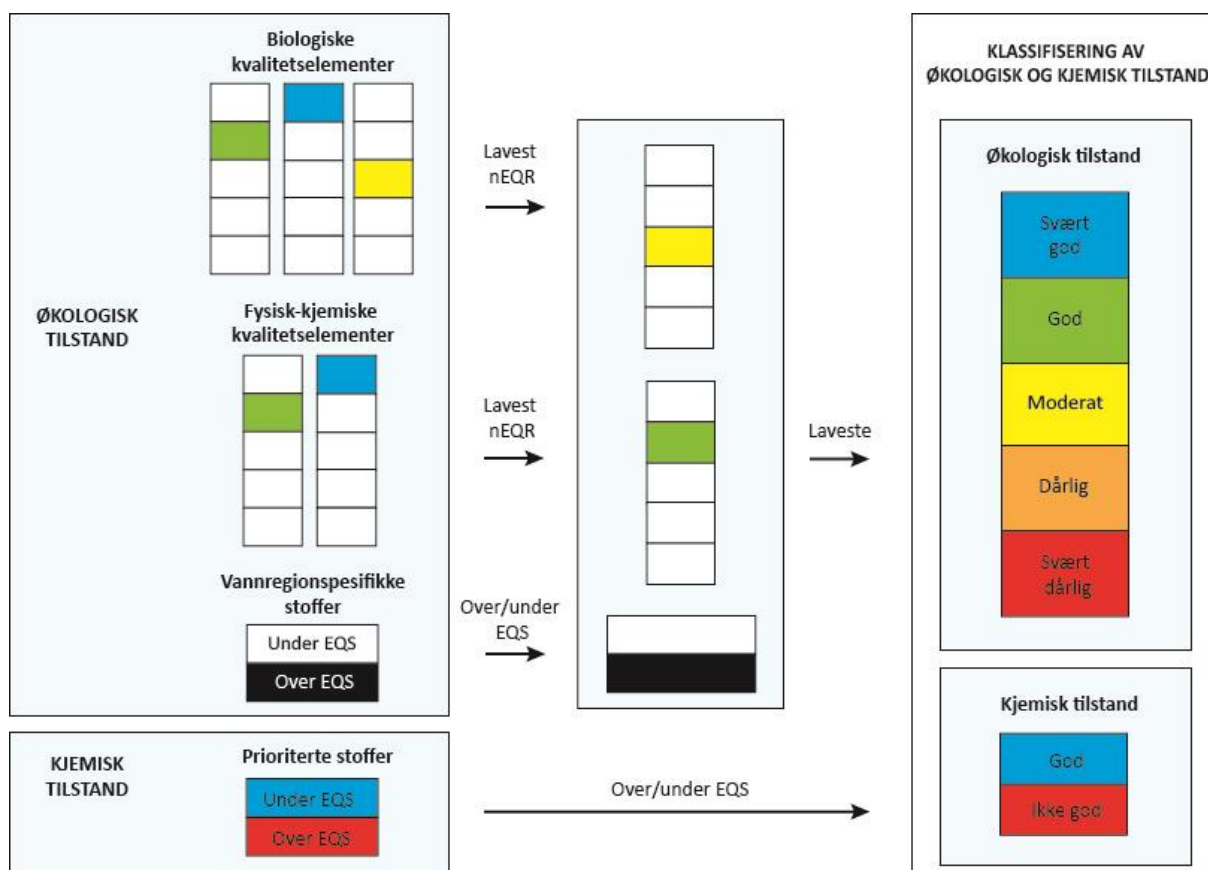 Biologiske
kvalitetselementer
Lavest
nEQR
ØKOLOGISK
TILSTAND
Fysisk-kjemiske
kvalitetselementer
Lavest
nEQR
Vannregionspesifikke
stoffer
Under EQS
Over EQS
Over/under
EQS
Laveste
KJEMISK
TILSTAND
Prioriterte stoffer
Under EQS
Over EQS
Over/under EQS
KLASSIFISERING AV
ØKOLOGISK OG KJEMISK TILSTAND
Økologisk tilstand
Svært
god
God
Moderat
Dårlig
Svært
dårlig
Kjemisk tilstand
God
Ikke god